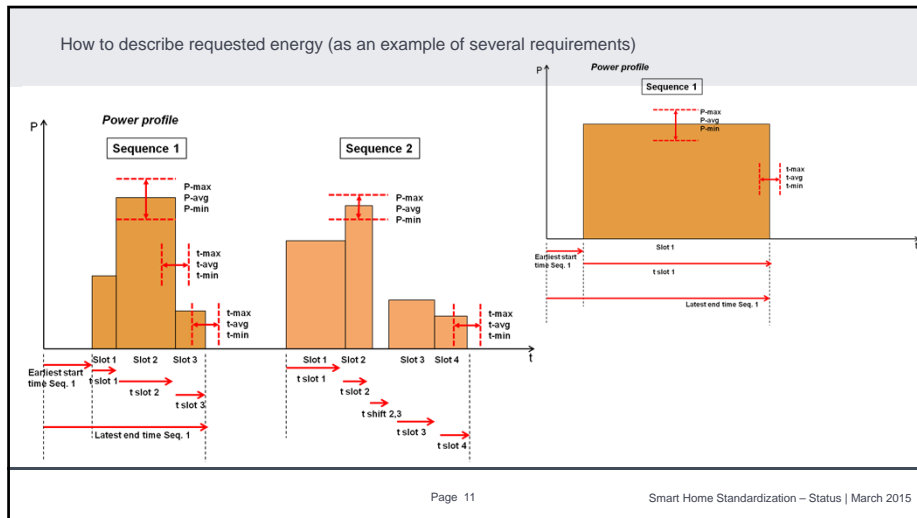 How to describe requested energy (as an example of several requirements)
Power profile
P
Sequence 1
Sequence 2
P-max
P-avg
P-min
P-max
P-avg
P-min
t-max
t-avg
t-min
t-max
t-avg
t-min
t-max
t-avg
t-min
t
Slot 1
Slot 2
Slot 3
Slot 1
Slot 2
Slot 3
Slot 4
Earliest start
time Seq. 1
t slot 1
t slot 2
t slot 3
Latest end time Seq. 1
t slot 1
t slot 2
t shift 2,3
t slot 3
t slot 4
P
Power profile
Sequence 1
P-max
P-avg
P-min
t-max
t-avg
t-min
t
Slot 1
Earliest start
time Seq. 1
t slot 1
Latest end time Seq. 1
Page 11
Smart Home Standardization – Status | March 2015